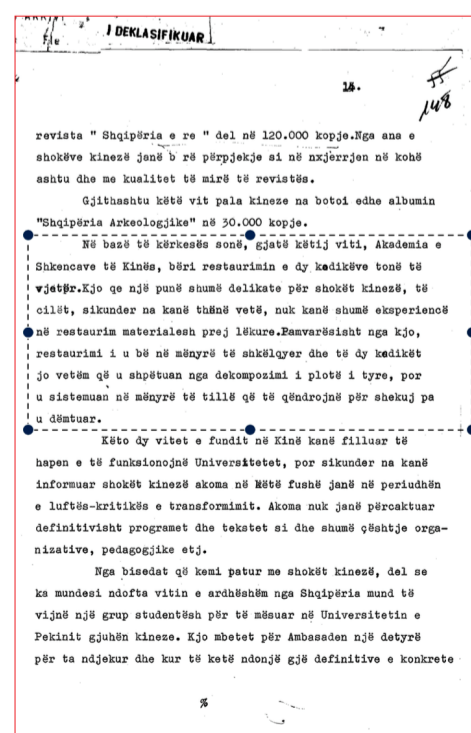 I DEKLASIFIKUAR
14.
148
revista " Shqipëria e re " del në 120.000 kopje.Nga ana e
shokëve kinezë janë b rë përpjekje si në nxjerrjen në kohë
ashtu dhe me kualitet të mirë të revistës.
Gjithashtu këtë vit pala kineze na botoi edhe albumin
"Shqipëria Arkeologjike" në 30.000 kopje.
Në bazë të kërkesës sonë, gjatë këtij viti, Akademia e
Shkencave të Kinës, bëri restaurimin e dy kodikëve tonë të
vjetër.Kjo qe një punë shumë delikate për shokët kinezë, të
cilët, sikunder na kanë thënë vetë, nuk kanë shumë eksperiencë
në restaurim materialesh prej lëkure.Pamvarësisht nga kjo,
restaurimi i u bë në mënyrë të shkëlqyer dhe të dy kodikët
jo vetëm që u shpëtuan nga dekompozimi i plotë i tyre, por
u sistemuan në mënyrë të tillë që të qëndrojnë për shekuj pa
u dëmtuar.
Këto dy vitet e fundit në Kinë kanë filluar të
hapen e të funksionojnë Universitetet, por sikunder na kanë
informuar shokët kinezë akoma në këtë fushë janë në periudhën
e luftës-kritikës e transformimit. Akoma nuk janë përcaktuar
definitivisht programet dhe tekstet si dhe shumë çështje orga-
nizative, pedagogjike etj.
Nga bisedat që kemi patur me shokët kinezë, del se
ka mundesi ndofta vitin e ardhëshëm nga Shqipëria mund të
vijnë një grup studentësh për të mësuar në Universitetin e
Pekinit gjuhën kineze. Kjo mbetet për Ambasaden një detyrë
për ta ndjekur dhe kur të ketë ndonjë gjë definitive e konkrete
%